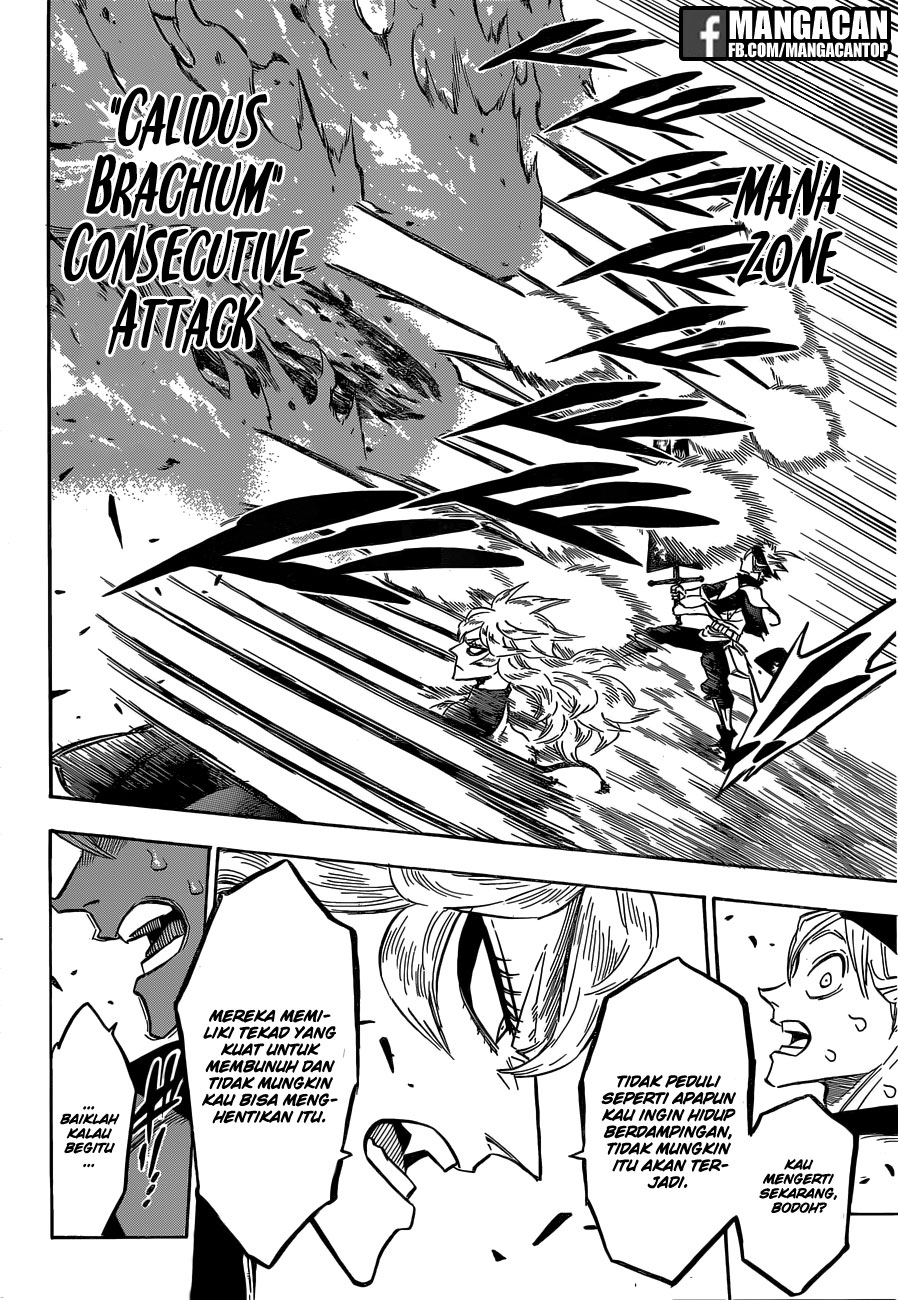 f MANGACAN
FB.COM/MANGACANTOP
MANA
ZONE
"CALIDUS
BRACHIUM"
CONSECUTIVE
ATTACK
KAU
MENGERTI
SEKARANG,
BODOH?
TIDAK PEDULI
SEPERTI APAPUN
KAU INGIN HIDUP
BERDAMPINGAN,
TIDAK MUNGKIN
ITU AKAN TER-
JADI.
MEREKA MEMI-
LIKI TEKAD YANG
KUAT UNTUK
MEMBUNUH DAN
TIDAK MUNGKIN
KAU BISA MENG-
HENTIKAN ITU.
...
BAIKLAH
KALAU
BEGITU
...